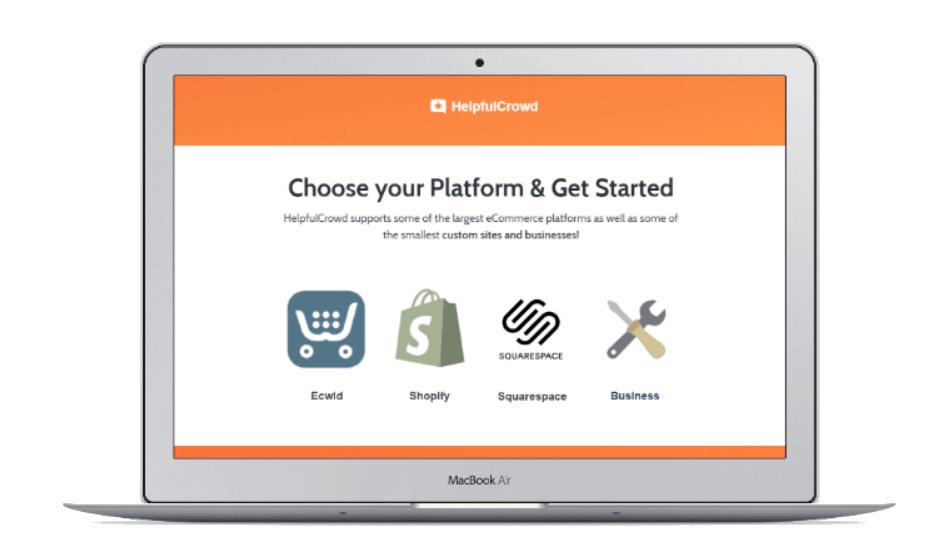 HelpfulCrowd
Choose your Platform & Get Started
HelpfulCrowd supports some of the largest eCommerce platforms as well as some of
the smallest custom sites and businesses!
S
SQUARESPACE
Ecwid
Shopify
Squarespace
Business
MacBook Air